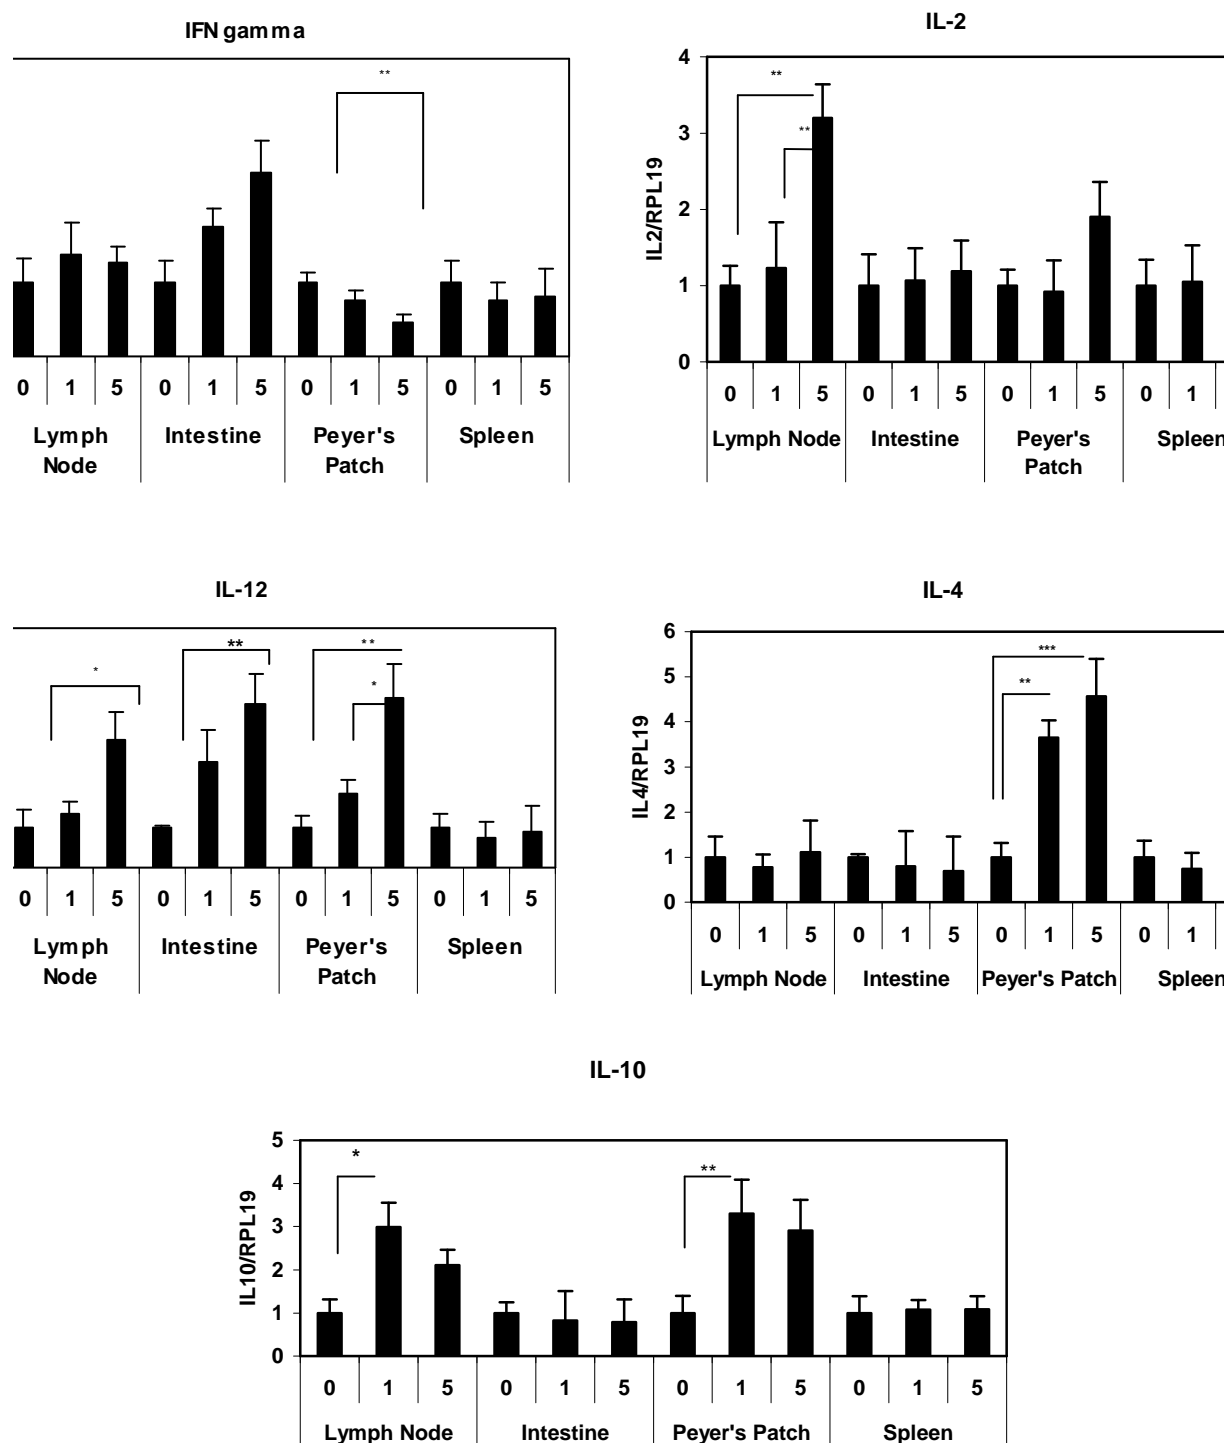 IFN gamma
**
0 1 5 0 1 5 0 1 5 0 1 5
Lymph Node Intestine Peyer's Patch Spleen
IL-2
IL2/RPL19
4
3
2
1
0
**
**
0 1 5 0 1 5 0 1 5 0 1
Lymph Node Intestine Peyer's Patch Spleen
IL-12
*
**
**
*
0 1 5 0 1 5 0 1 5 0 1 5
Lymph Node Intestine Peyer's Patch Spleen
IL-4
IL4/RPL19
6
5
4
3
2
1
0
***
**
0 1 5 0 1 5 0 1 5 0 1
Lymph Node Intestine Peyer's Patch Spleen
IL-10
IL10/RPL19
5
4
3
2
1
0
*
**
0 1 5 0 1 5 0 1 5 0 1 5
Lymph Node Intestine Peyer's Patch Spleen